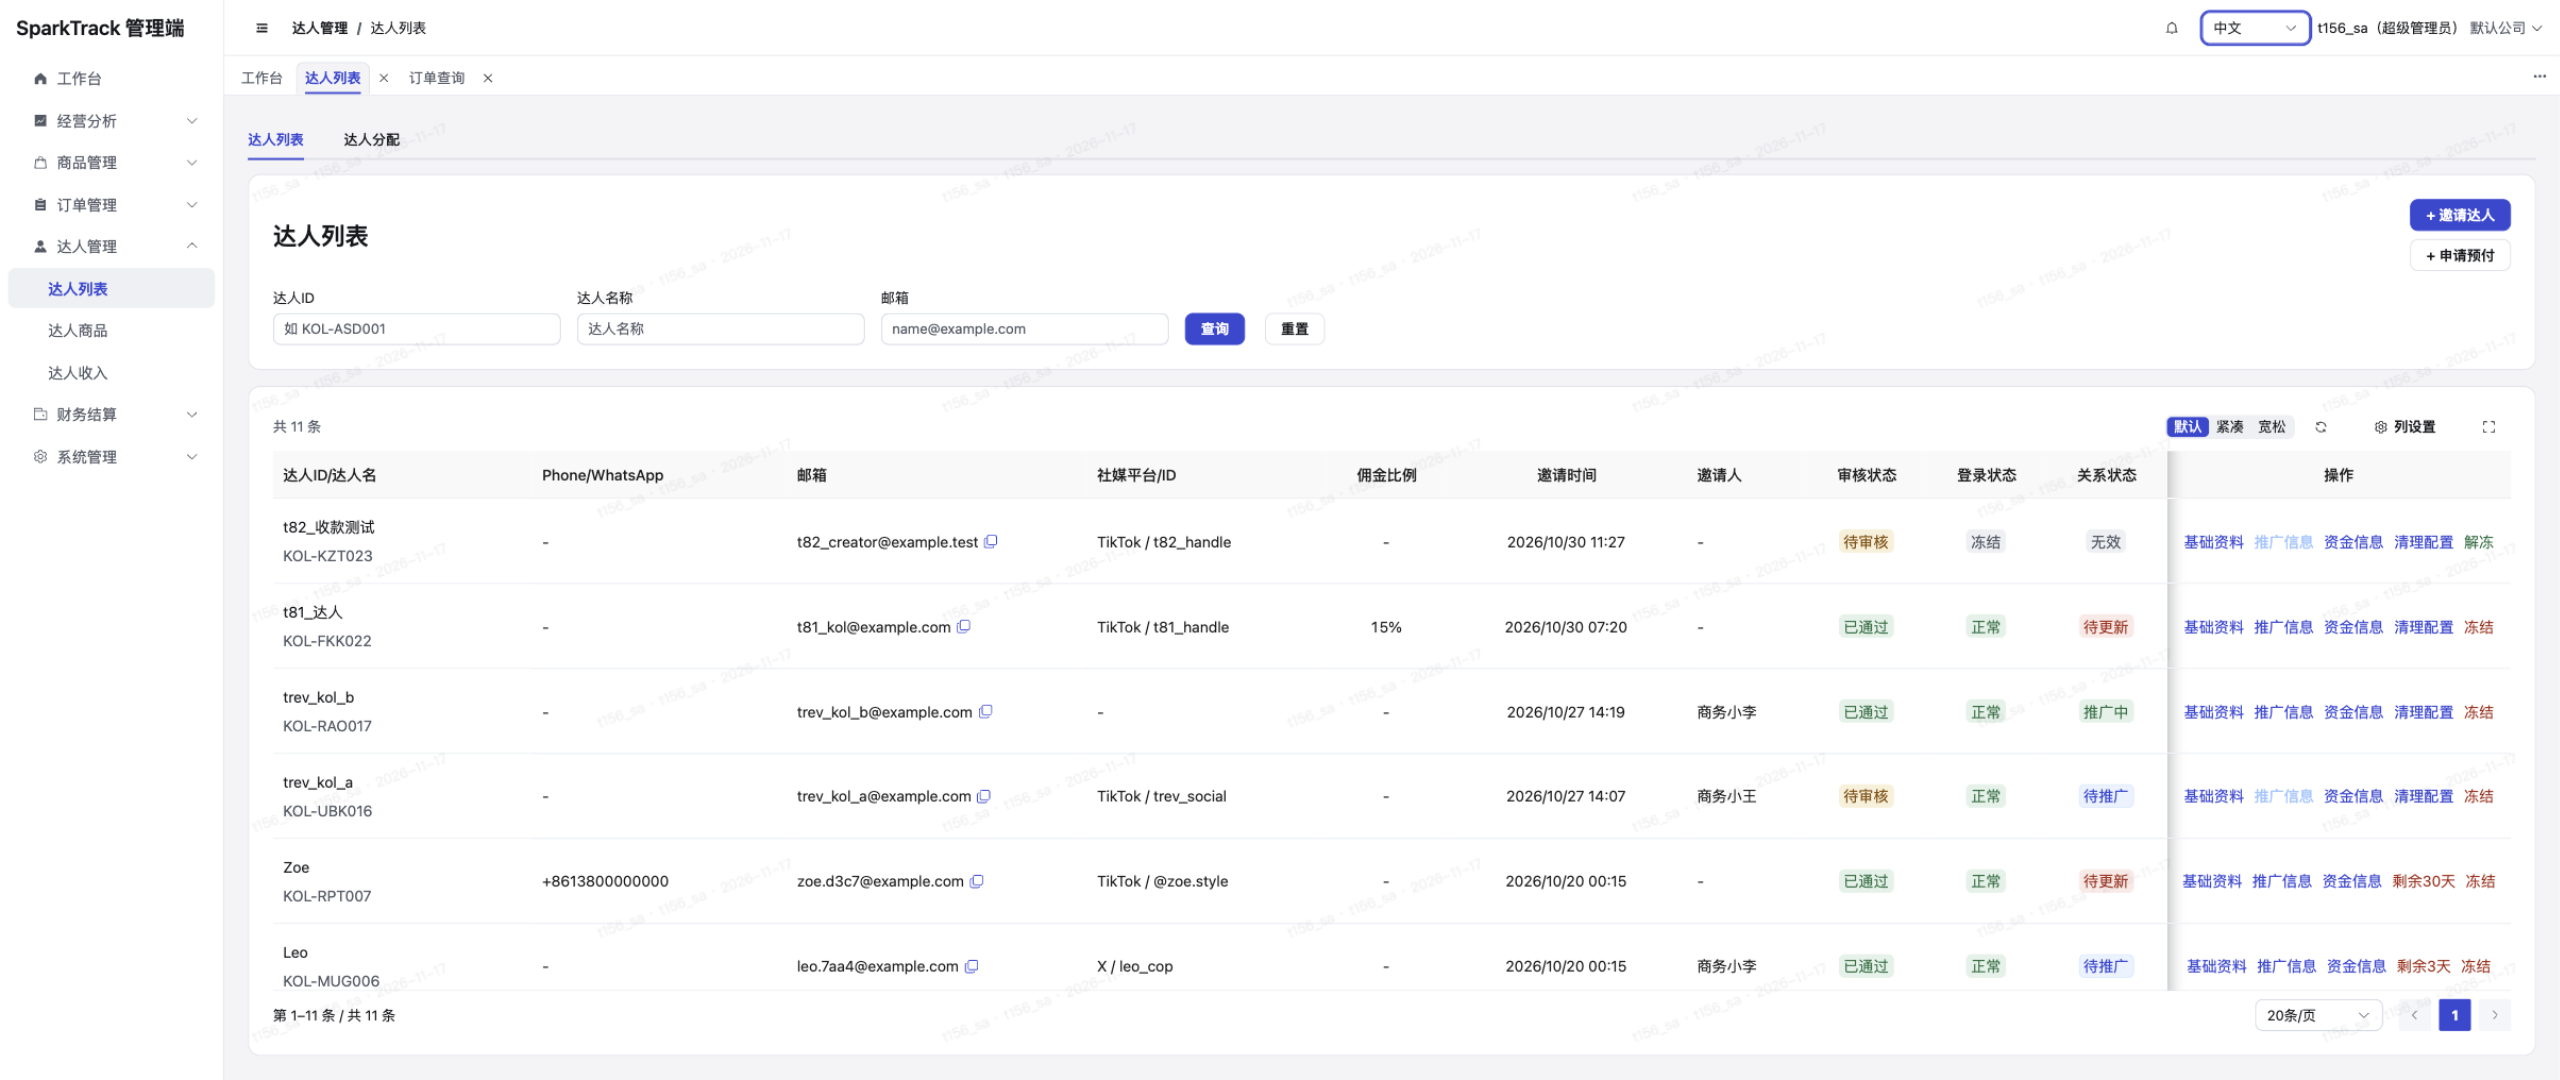 SparkTrack 管理端
达人管理 / 达人列表
中文
t156_sa（超级管理员） 默认公司
工作台
经营分析
商品管理
订单管理
达人管理
达人列表
达人商品
达人收入
财务结算
系统管理
工作台 达人列表 × 订单查询 ×
达人列表 达人分配
达人列表
+ 邀请达人
+ 申请预付
达人ID 达人名称 邮箱
如 KOL-ASD001 达人名称 name@example.com 查询 重置
共 11 条
默认 紧凑 宽松 列设置
达人ID/达人名 Phone/WhatsApp 邮箱 社媒平台/ID 佣金比例 邀请时间 邀请人 审核状态 登录状态 关系状态 操作
t82_收款测试
KOL-KZT023
- t82_creator@example.test TikTok / t82_handle - 2026/10/30 11:27 - 待审核 冻结 无效 基础资料 推广信息 资金信息 清理配置 解冻
t81_达人
KOL-FKK022
- t81_kol@example.com TikTok / t81_handle 15% 2026/10/30 07:20 - 已通过 正常 待更新 基础资料 推广信息 资金信息 清理配置 冻结
trev_kol_b
KOL-RAO017
- trev_kol_b@example.com - - 2026/10/27 14:19 商务小李 已通过 正常 推广中 基础资料 推广信息 资金信息 清理配置 冻结
trev_kol_a
KOL-UBK016
- trev_kol_a@example.com TikTok / trev_social - 2026/10/27 14:07 商务小王 待审核 正常 待推广 基础资料 推广信息 资金信息 清理配置 冻结
Zoe
KOL-RPT007
+8613800000000 zoe.d3c7@example.com TikTok / @zoe.style - 2026/10/20 00:15 - 已通过 正常 待更新 基础资料 推广信息 资金信息 剩余30天 冻结
Leo
KOL-MUG006
- leo.7aa4@example.com X / leo_cop - 2026/10/20 00:15 商务小李 已通过 正常 待推广 基础资料 推广信息 资金信息 剩余3天 冻结
第 1–11 条 / 共 11 条
20条/页 1
t156_sa · 2026-11-17